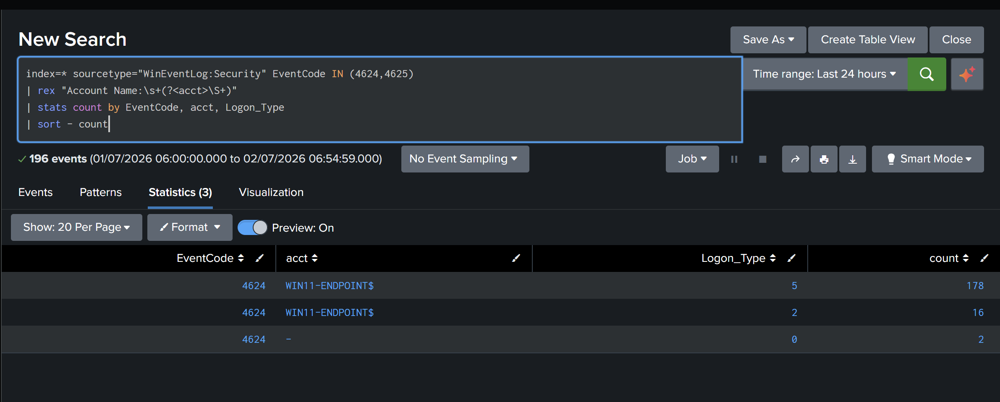 New Search
Save As
Create Table View
Close
index=* sourcetype="WinEventLog:Security" EventCode IN (4624,4625)
| rex "Account Name:\s+(?<acct>\S+)"
| stats count by EventCode, acct, Logon_Type
| sort - count
Time range: Last 24 hours
196 events (01/07/2026 06:00:00.000 to 02/07/2026 06:54:59.000)
No Event Sampling
Job
Smart Mode
Events
Patterns
Statistics (3)
Visualization
Show: 20 Per Page
Format
Preview: On
EventCode acct Logon_Type count
4624 WIN11-ENDPOINT$ 5 178
4624 WIN11-ENDPOINT$ 2 16
4624 - 0 2